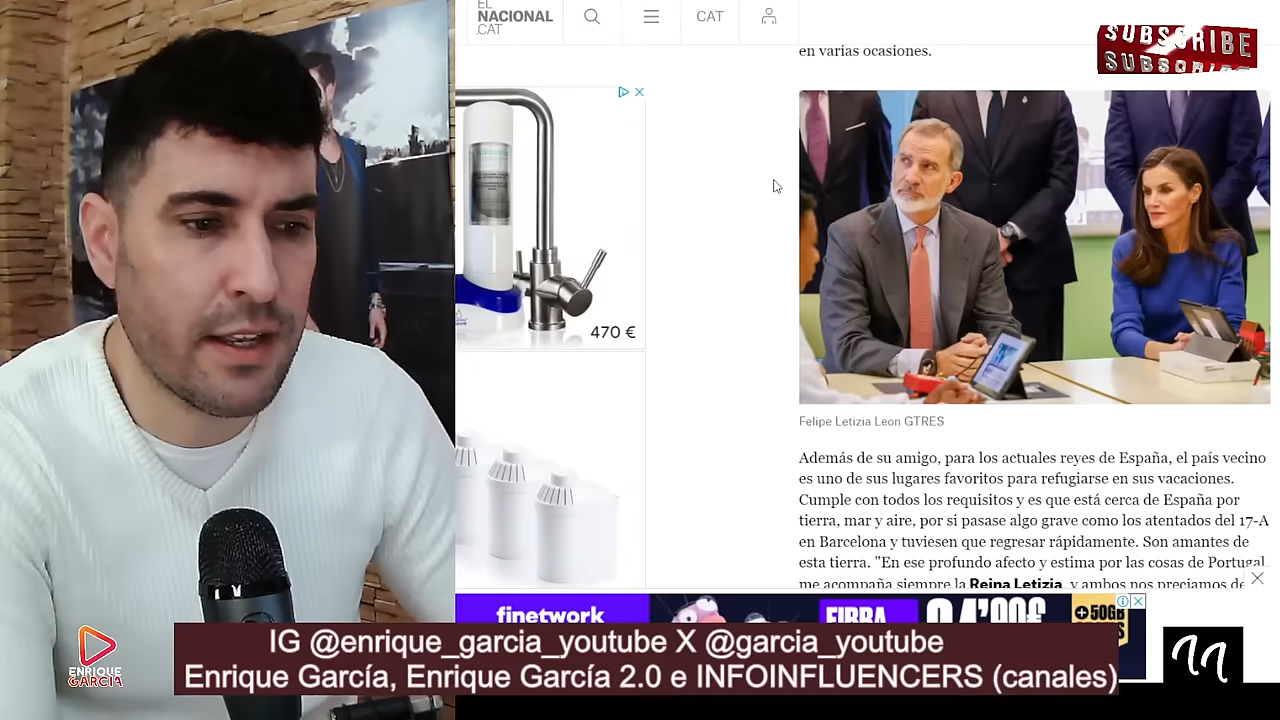 EL
NACIONAL
.CAT
CAT
SUBSCRIBE
SUBSCRIBE
en varias ocasiones.
470 €
Felipe Letizia Leon GTRES
Además de su amigo, para los actuales reyes de España, el país vecino
es uno de sus lugares favoritos para refugiarse en sus vacaciones.
Cumple con todos los requisitos y es que está cerca de España por
tierra, mar y aire, por si pasase algo grave como los atentados del 17-A
en Barcelona y tuviesen que regresar rápidamente. Son amantes de
esta tierra. "En ese profundo afecto y estima por las cosas de Portugal
me acompaña siempre la Reina Letizia, y ambos nos preciamos de
finetwork
FIBRA
+50GB
IG @enrique_garcia_youtube X @garcia_youtube
Enrique García, Enrique García 2.0 e INFOINFLUENCERS (canales)
ENRIQUE
GARCÍA